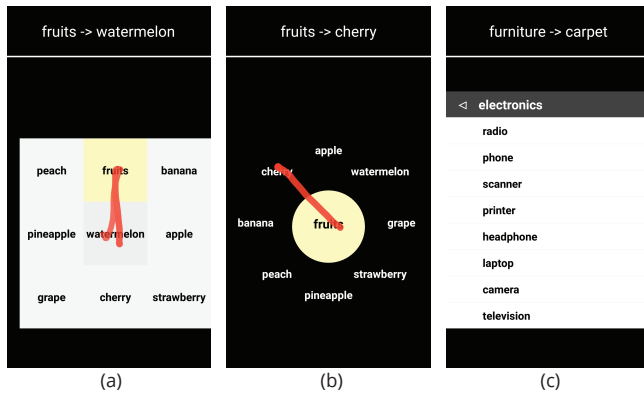 fruits -> watermelon
peach fruits banana
pineapple watermelon apple
grape cherry strawberry
(a)
fruits -> cherry
apple
cherry watermelon
fruits
banana grape
peach strawberry
pineapple
(b)
furniture -> carpet
electronics
radio
phone
scanner
printer
headphone
laptop
camera
television
(c)